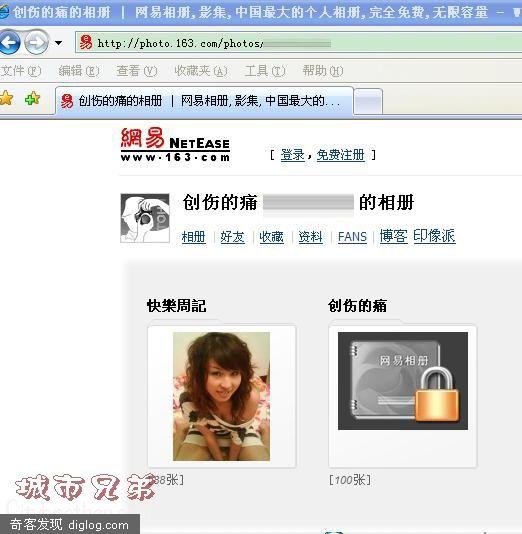 创伤的痛的相册 | 网易相册,影集,中国最大的个人相册,完全免费,无限容量 - W
http://photo.163.com/photos/
文件(F) 编辑(E) 查看(V) 收藏夹(A) 工具(T) 帮助(H)
创伤的痛的相册 | 网易相册,影集,中国最大的...
網易 NETEASE
www.163.com
[ 登录, 免费注册 ]
创伤的痛 的相册
相册 | 好友 | 收藏 | 资料 | FANS | 博客 印像派
快樂周記 创伤的痛
网易相册
88张] [100张]
城市兄弟
奇客发现 diglog.com